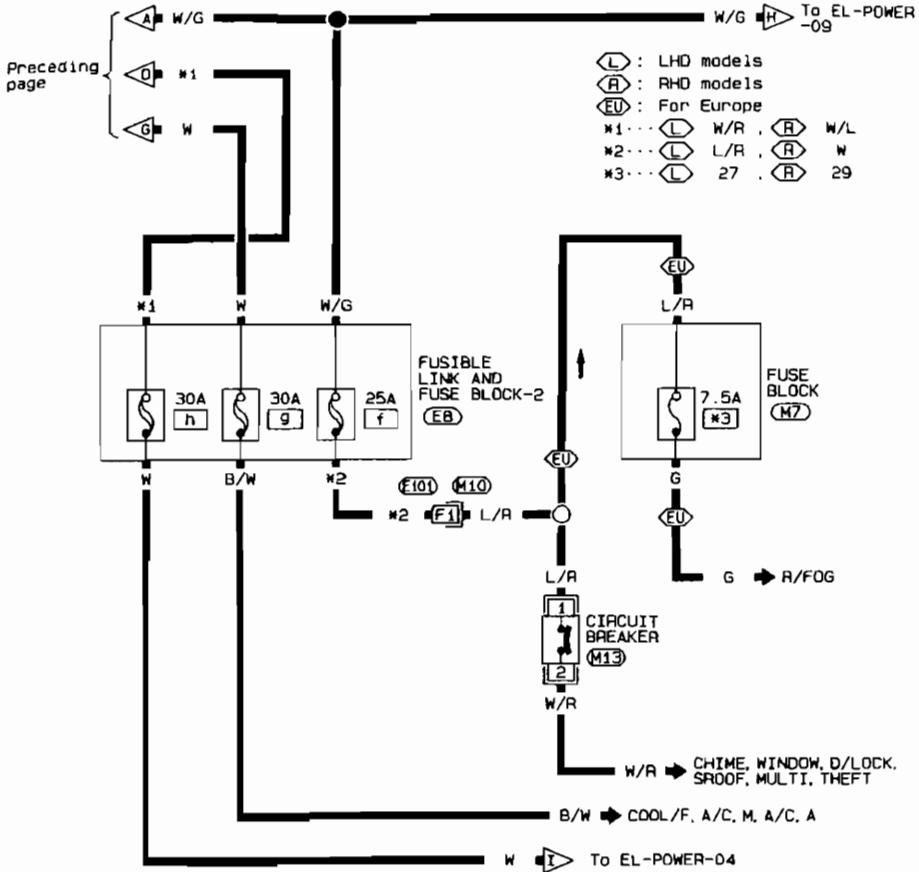 A W/G W/G H To EL-POWER
-09
Preceding
page
D *1
G W
L : LHD models
R : RHD models
EU : For Europe
*1··· L W/R , R W/L
*2··· L L/R , R W
*3··· L 27 , R 29
EU
*1 W W/G L/R
FUSIBLE
LINK AND
FUSE BLOCK-2
E8
30A
h
30A
g
25A
f
7.5A
*3
FUSE
BLOCK
M7
EU
W B/W *2 G
E101 M10
*2 F1 L/R
EU
L/R
G R/FOG
1
CIRCUIT
BREAKER
M13
2
W/R
W/R CHIME, WINDOW, D/LOCK,
SROOF, MULTI, THEFT
B/W COOL/F, A/C, M, A/C, A
W I To EL-POWER-04